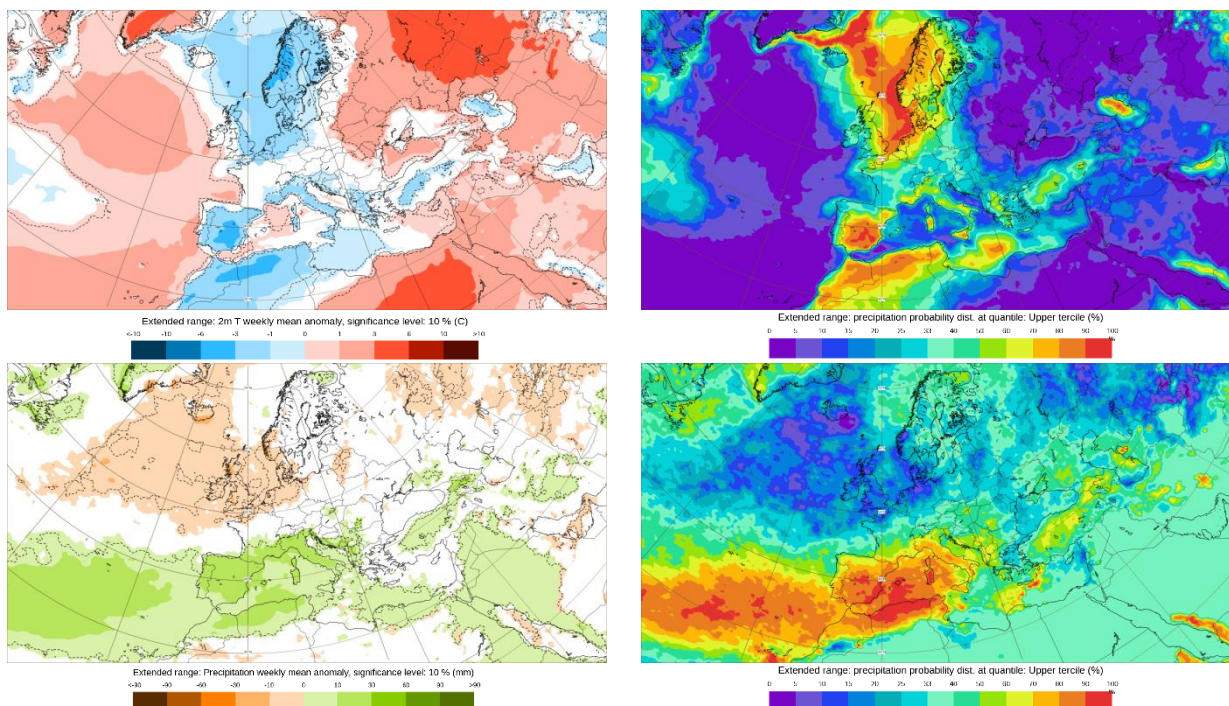 Extended range: 2m T weekly mean anomaly, significance level: 10 % (C)
<-10 -10 -6 -3 -1 0 1 3 6 10 >10
Extended range: precipitation probability dist. at quantile: Upper tercile (%)
0 5 10 15 20 25 33 40 50 60 70 80 90 100
%
Extended range: Precipitation weekly mean anomaly, significance level: 10 % (mm)
<-90 -90 -60 -30 -10 0 10 30 60 90 >90
Extended range: precipitation probability dist. at quantile: Upper tercile (%)
0 5 10 15 20 25 33 40 50 60 70 80 90 100
%